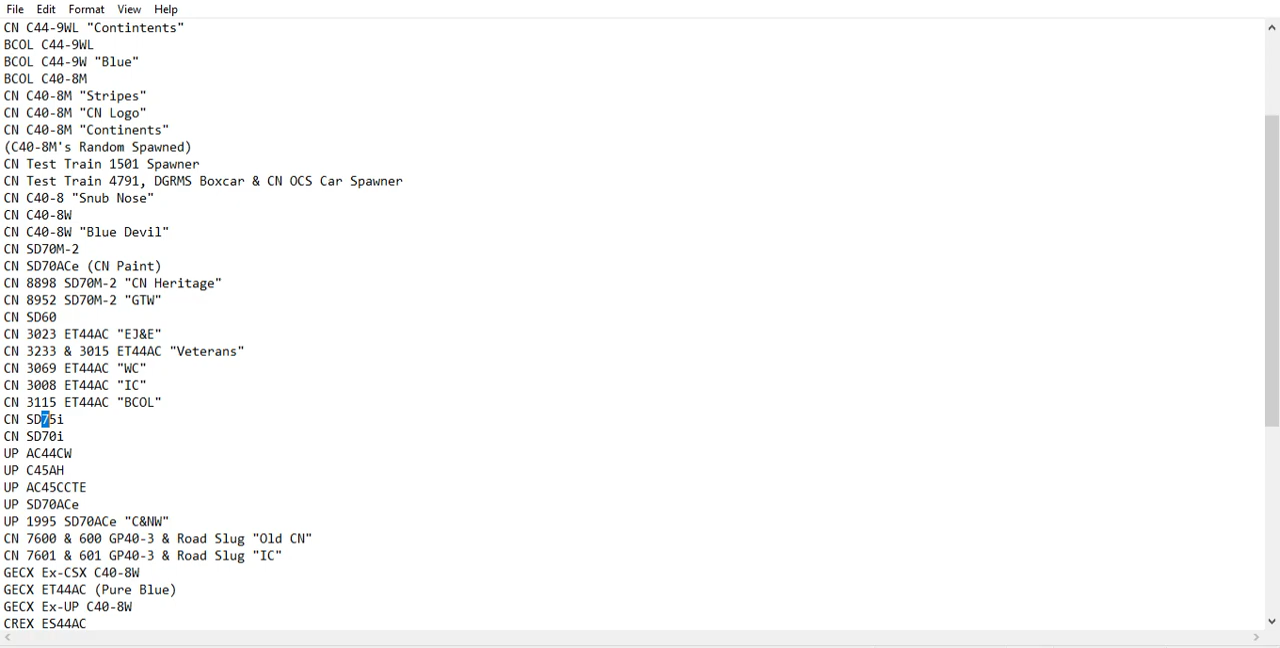 File Edit Format View Help
CN C44-9WL "Contintents"
BCOL C44-9WL
BCOL C44-9W "Blue"
BCOL C40-8M
CN C40-8M "Stripes"
CN C40-8M "CN Logo"
CN C40-8M "Continents"
(C40-8M's Random Spawned)
CN Test Train 1501 Spawner
CN Test Train 4791, DGRMS Boxcar & CN OCS Car Spawner
CN C40-8 "Snub Nose"
CN C40-8W
CN C40-8W "Blue Devil"
CN SD70M-2
CN SD70ACe (CN Paint)
CN 8898 SD70M-2 "CN Heritage"
CN 8952 SD70M-2 "GTW"
CN SD60
CN 3023 ET44AC "EJ&E"
CN 3233 & 3015 ET44AC "Veterans"
CN 3069 ET44AC "WC"
CN 3008 ET44AC "IC"
CN 3115 ET44AC "BCOL"
CN SD75i
CN SD70i
UP AC44CW
UP C45AH
UP AC45CCTE
UP SD70ACe
UP 1995 SD70ACe "C&NW"
CN 7600 & 600 GP40-3 & Road Slug "Old CN"
CN 7601 & 601 GP40-3 & Road Slug "IC"
GECX Ex-CSX C40-8W
GECX ET44AC (Pure Blue)
GECX Ex-UP C40-8W
CREX ES44AC